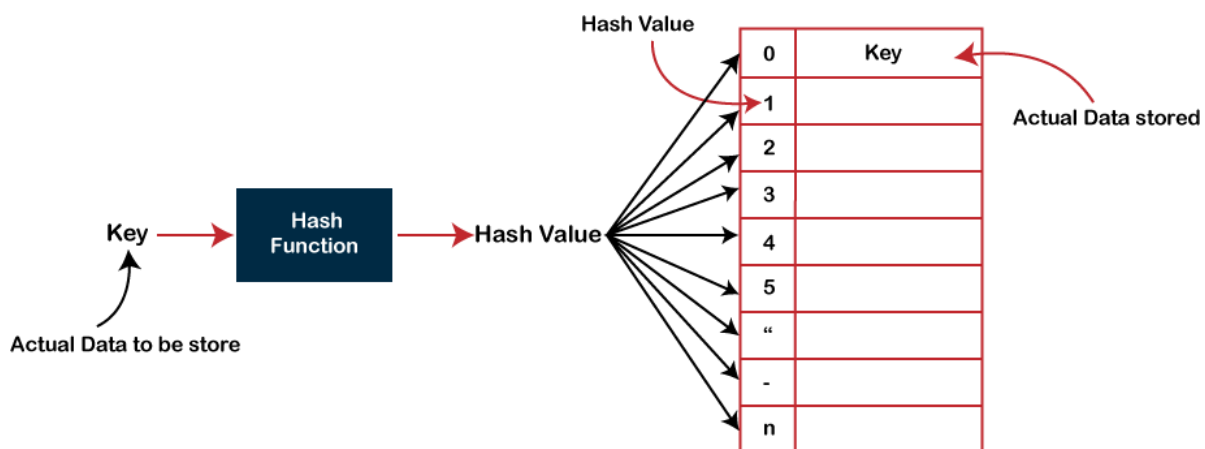 Hash Value
0 Key
1
Actual Data stored
2
3
Hash
Function
Key
Hash Value
4
5
Actual Data to be store
“
-
n